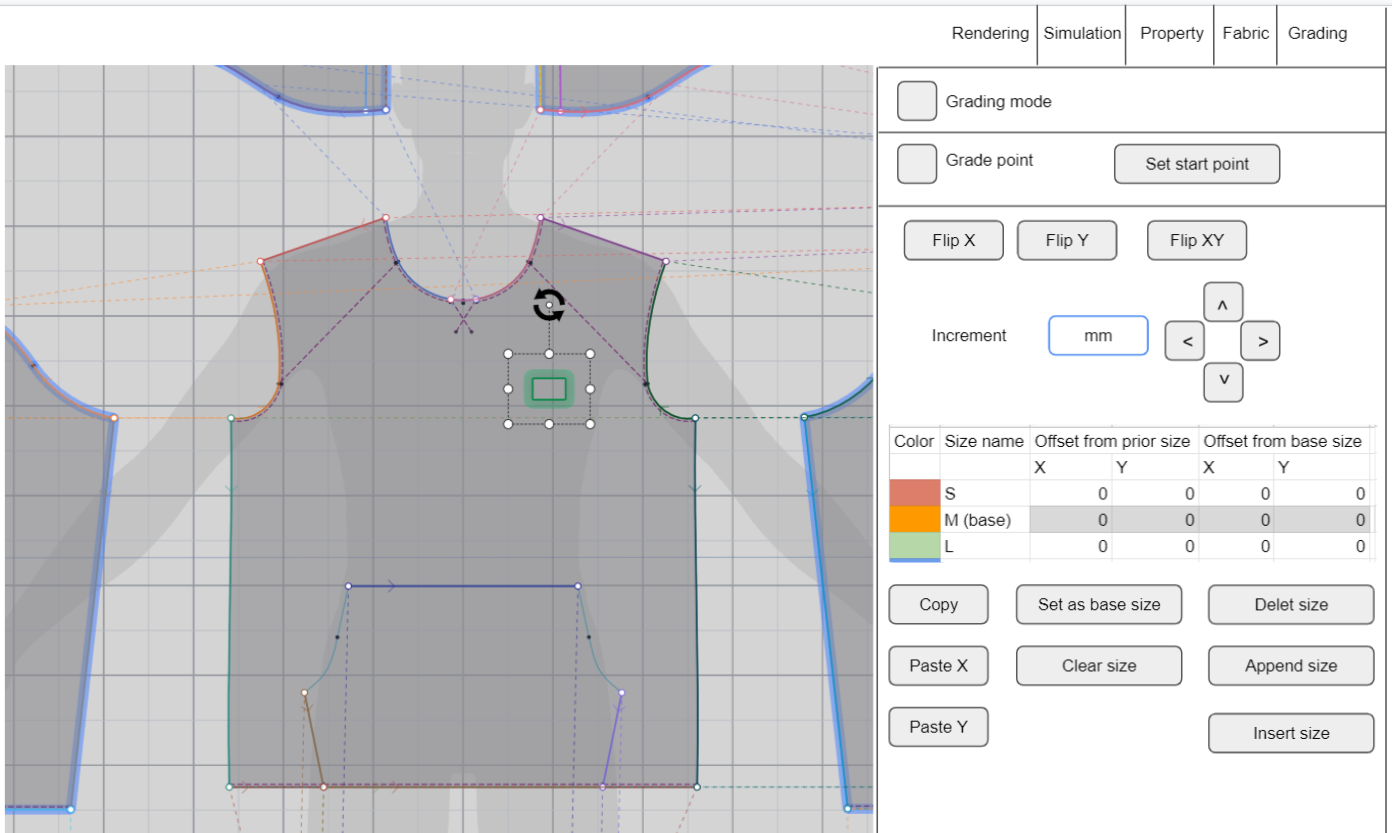 Rendering Simulation Property Fabric Grading
Grading mode
Grade point Set start point
Flip X Flip Y Flip XY
Increment mm
^
< >
v
Color Size name Offset from prior size Offset from base size
X Y X Y
S 0 0 0 0
M (base) 0 0 0 0
L 0 0 0 0
Copy Set as base size Delet size
Paste X Clear size Append size
Paste Y Insert size